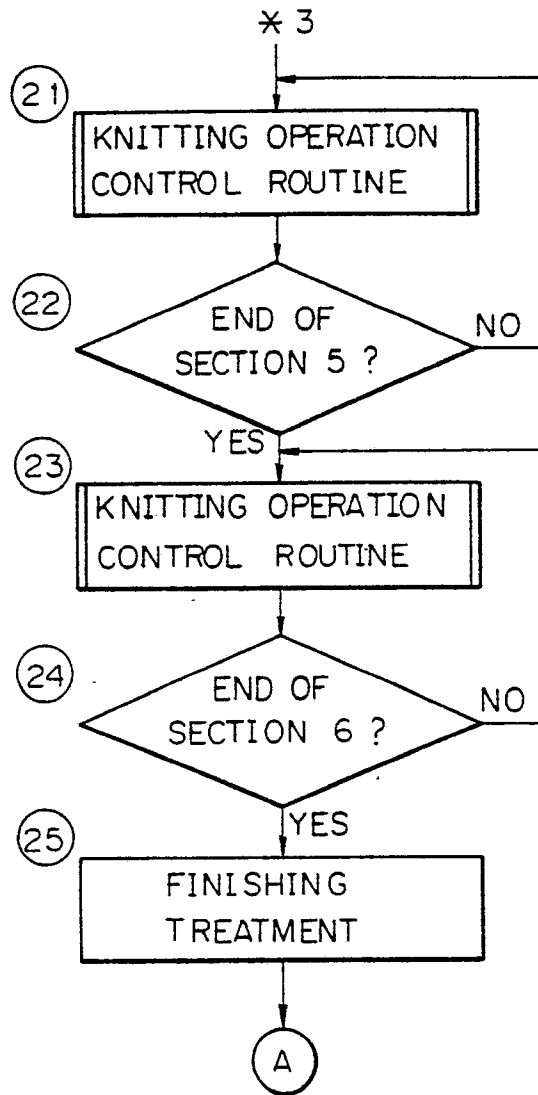 * 3
21
KNITTING OPERATION
CONTROL ROUTINE
22
END OF
SECTION 5 ?
NO
YES
23
KNITTING OPERATION
CONTROL ROUTINE
24
END OF
SECTION 6 ?
NO
YES
25
FINISHING
TREATMENT
A